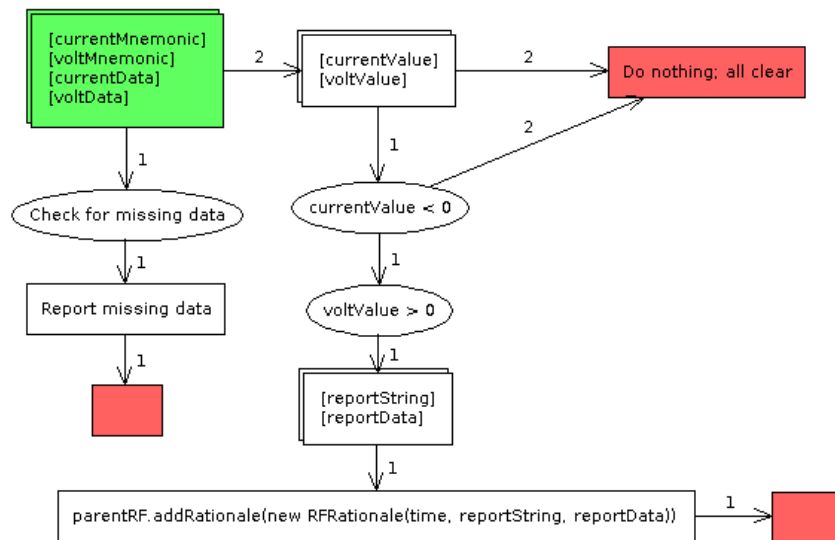 [currentMnemonic]
[voltMnemonic]
[currentData]
[voltData]
2
[currentValue]
[voltValue]
2
Do nothing; all clear
1
1
2
Check for missing data
currentValue < 0
1
1
Report missing data
voltValue > 0
1
1
[reportString]
[reportData]
1
parentRF.addRationale(new RFRationale(time, reportString, reportData))
1